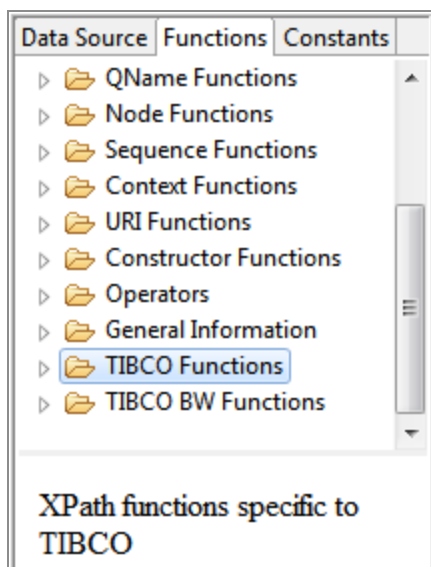 Data Source Functions Constants
QName Functions
Node Functions
Sequence Functions
Context Functions
URI Functions
Constructor Functions
Operators
General Information
TIBCO Functions
TIBCO BW Functions
XPath functions specific to
TIBCO